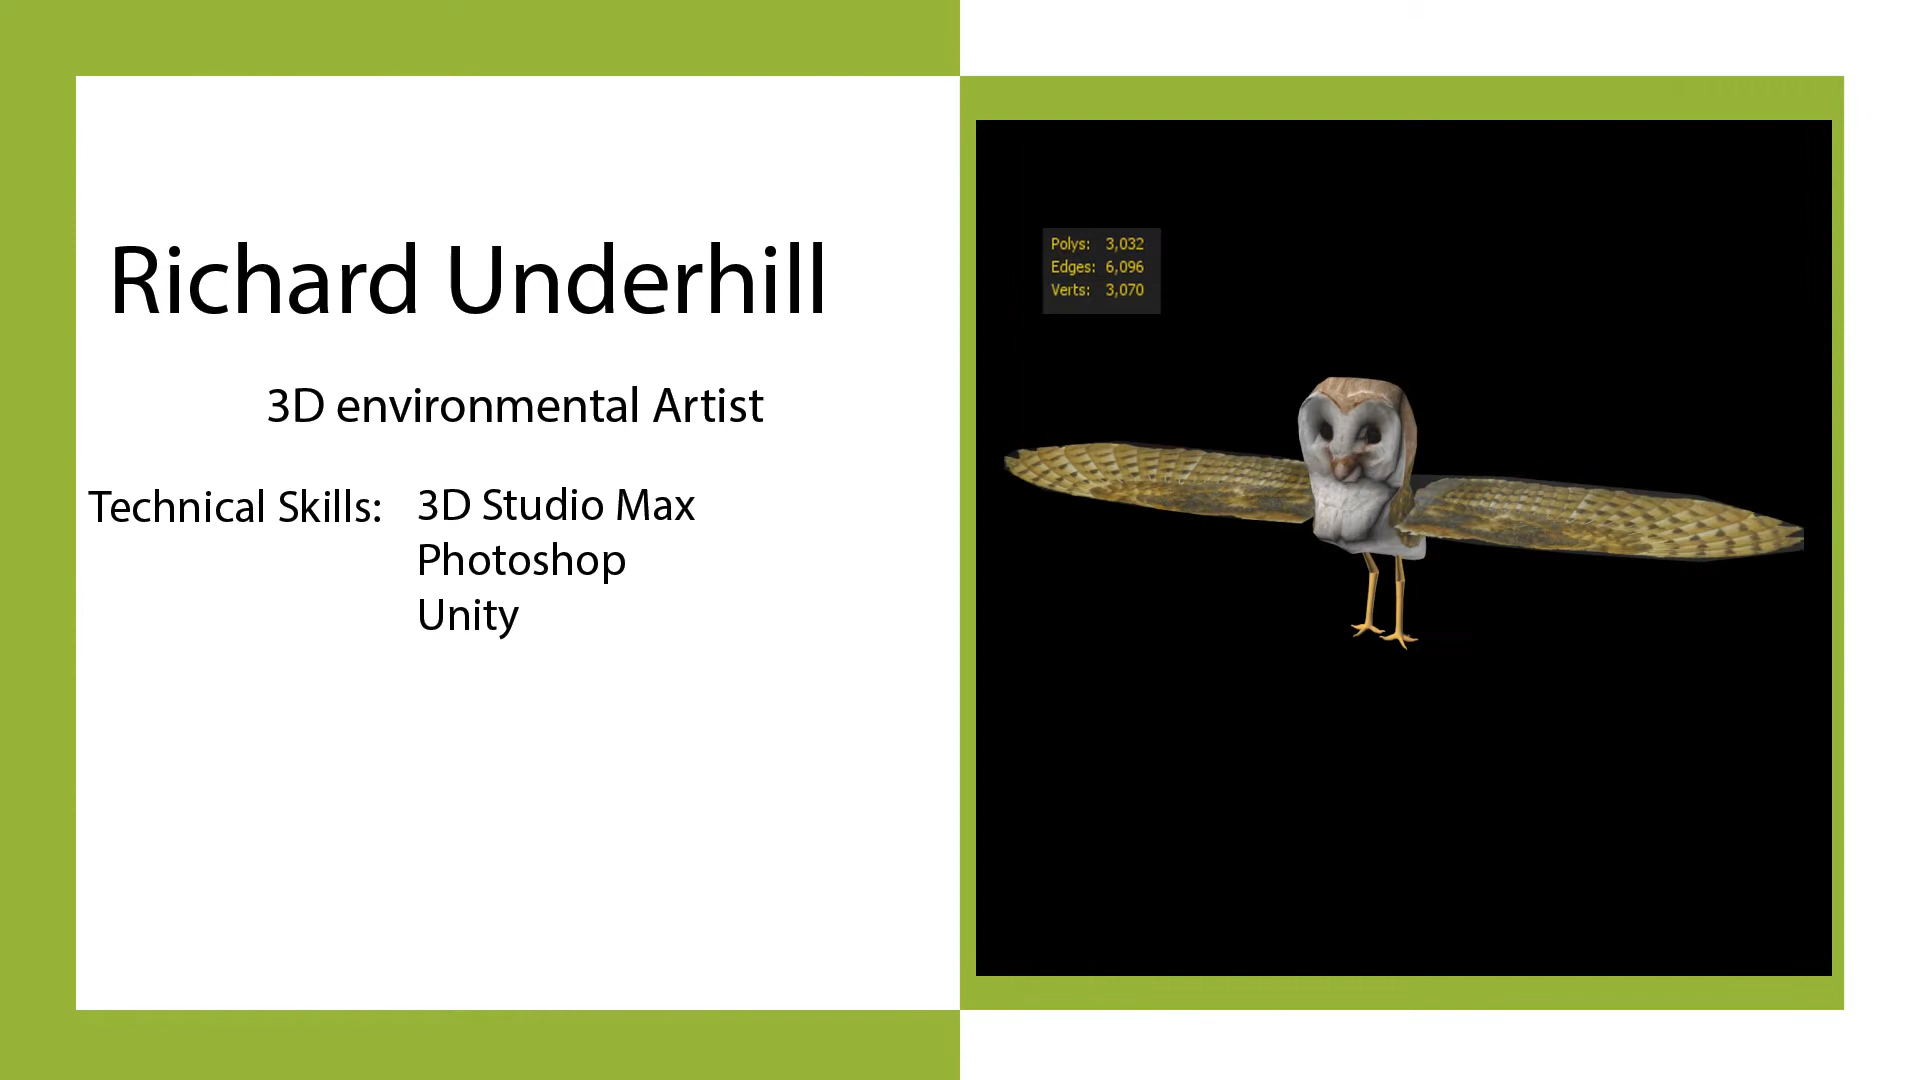 Richard Underhill
3D environmental Artist
Technical Skills: 3D Studio Max
Photoshop
Unity
Polys: 3,032
Edges: 6,096
Verts: 3,070